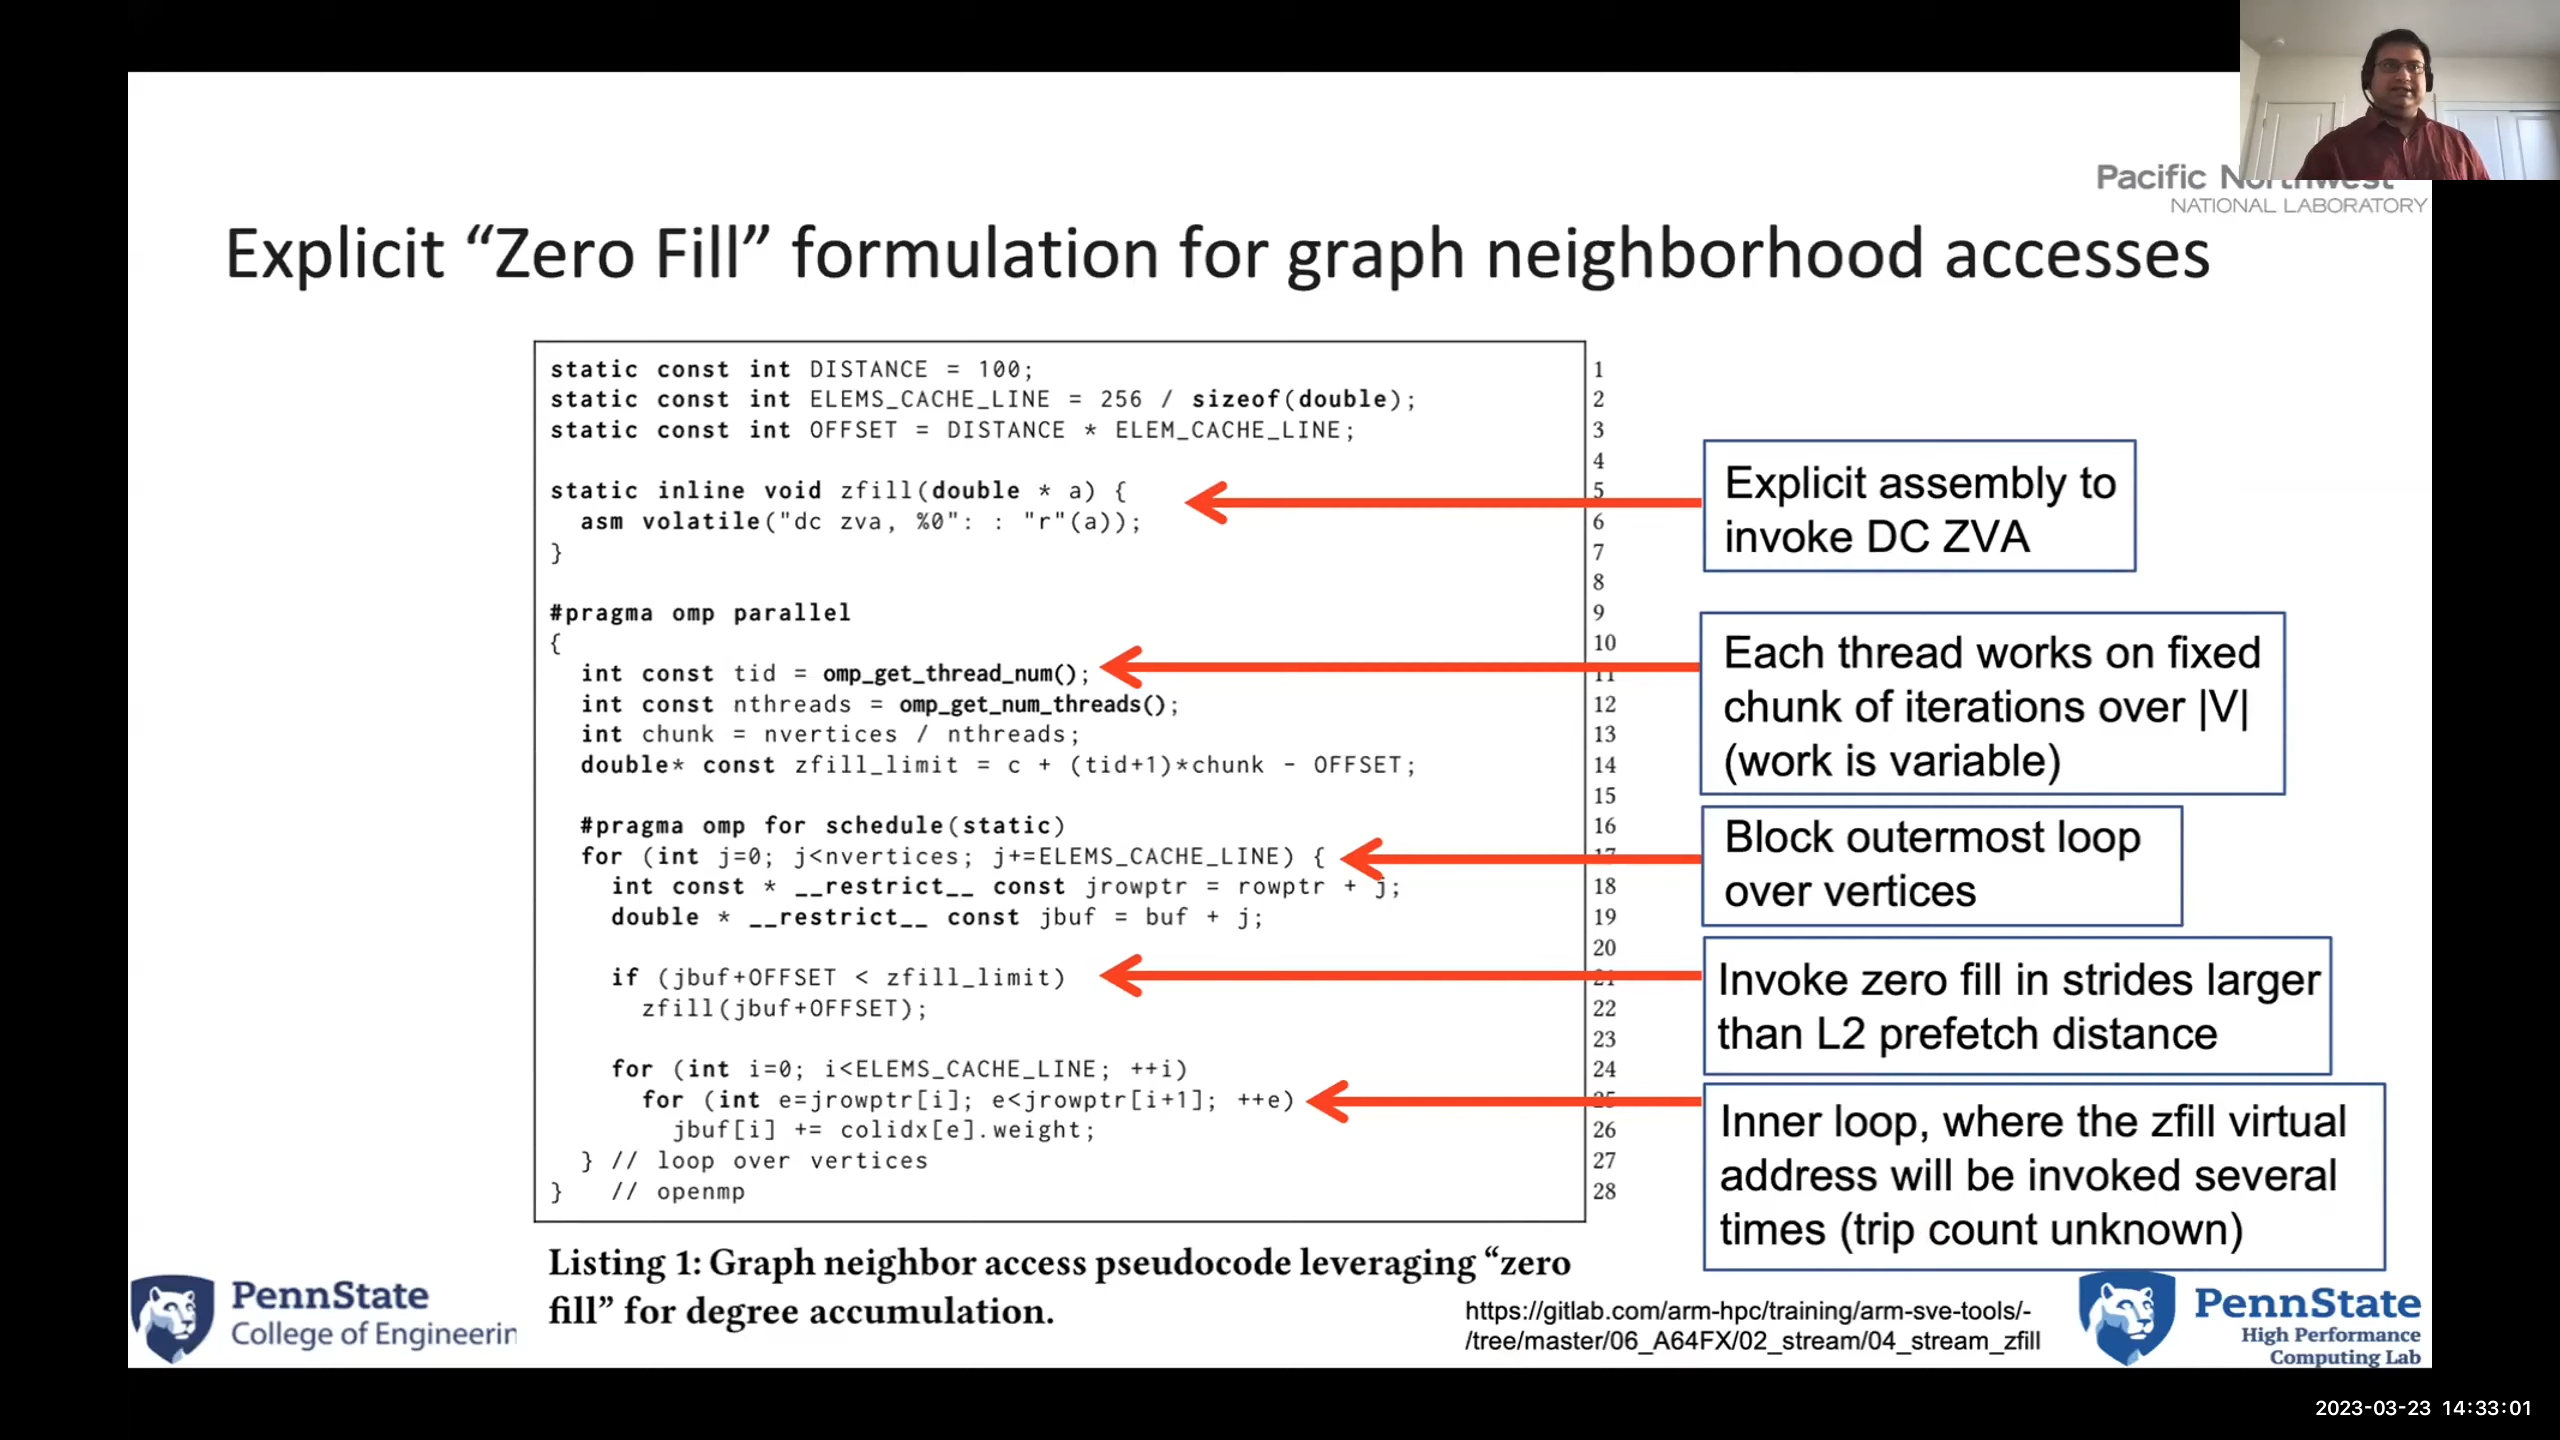 Pacific Northwest
NATIONAL LABORATORY
Explicit “Zero Fill” formulation for graph neighborhood accesses
static const int DISTANCE = 100; 1
static const int ELEMS_CACHE_LINE = 256 / sizeof(double); 2
static const int OFFSET = DISTANCE * ELEM_CACHE_LINE; 3
4
static inline void zfill(double * a) { 5
asm volatile("dc zva, %0": : "r"(a)); 6
} 7
8
#pragma omp parallel 9
{ 10
int const tid = omp_get_thread_num(); 11
int const nthreads = omp_get_num_threads(); 12
int chunk = nvertices / nthreads; 13
double* const zfill_limit = c + (tid+1)*chunk - OFFSET; 14
15
#pragma omp for schedule(static) 16
for (int j=0; j<nvertices; j+=ELEMS_CACHE_LINE) { 17
int const * __restrict__ const jrowptr = rowptr + j; 18
double * __restrict__ const jbuf = buf + j; 19
20
if (jbuf+OFFSET < zfill_limit) 21
zfill(jbuf+OFFSET); 22
23
for (int i=0; i<ELEMS_CACHE_LINE; ++i) 24
for (int e=jrowptr[i]; e<jrowptr[i+1]; ++e) 25
jbuf[i] += colidx[e].weight; 26
} // loop over vertices 27
} // openmp 28
Explicit assembly to
invoke DC ZVA
Each thread works on fixed
chunk of iterations over |V|
(work is variable)
Block outermost loop
over vertices
Invoke zero fill in strides larger
than L2 prefetch distance
Inner loop, where the zfill virtual
address will be invoked several
times (trip count unknown)
Listing 1: Graph neighbor access pseudocode leveraging “zero
fill” for degree accumulation.
https://gitlab.com/arm-hpc/training/arm-sve-tools/-
/tree/master/06_A64FX/02_stream/04_stream_zfill
PennState
College of Engineerin
PennState
High Performance
Computing Lab
2023-03-23 14:33:01